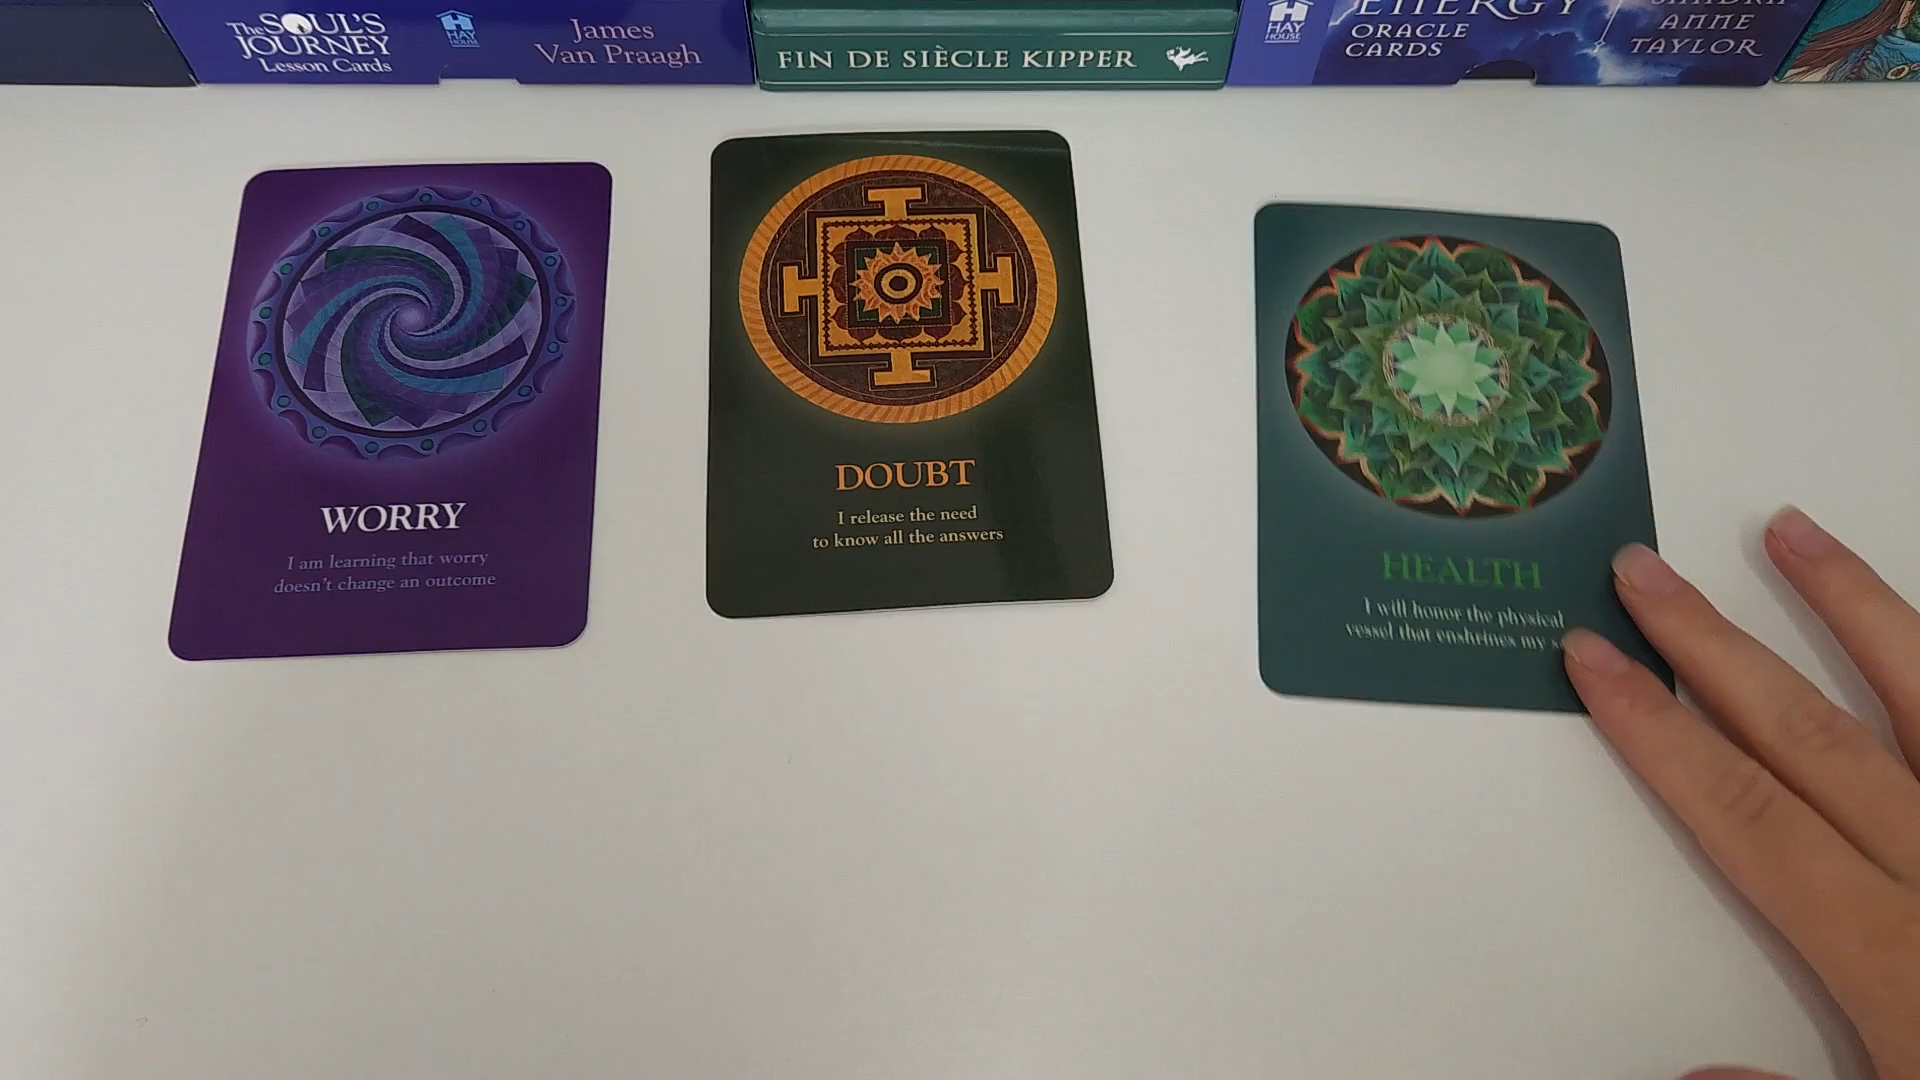 The SOUL'S
JOURNEY
Lesson Cards
HAY
HOUSE
James
Van Praagh
FIN DE SIÈCLE KIPPER
HAY
HOUSE
ENERGY
ORACLE
CARDS
SANDRA
ANNE
TAYLOR
WORRY
I am learning that worry
doesn't change an outcome
DOUBT
I release the need
to know all the answers
HEALTH
I will honor the physical
vessel that enshrines my